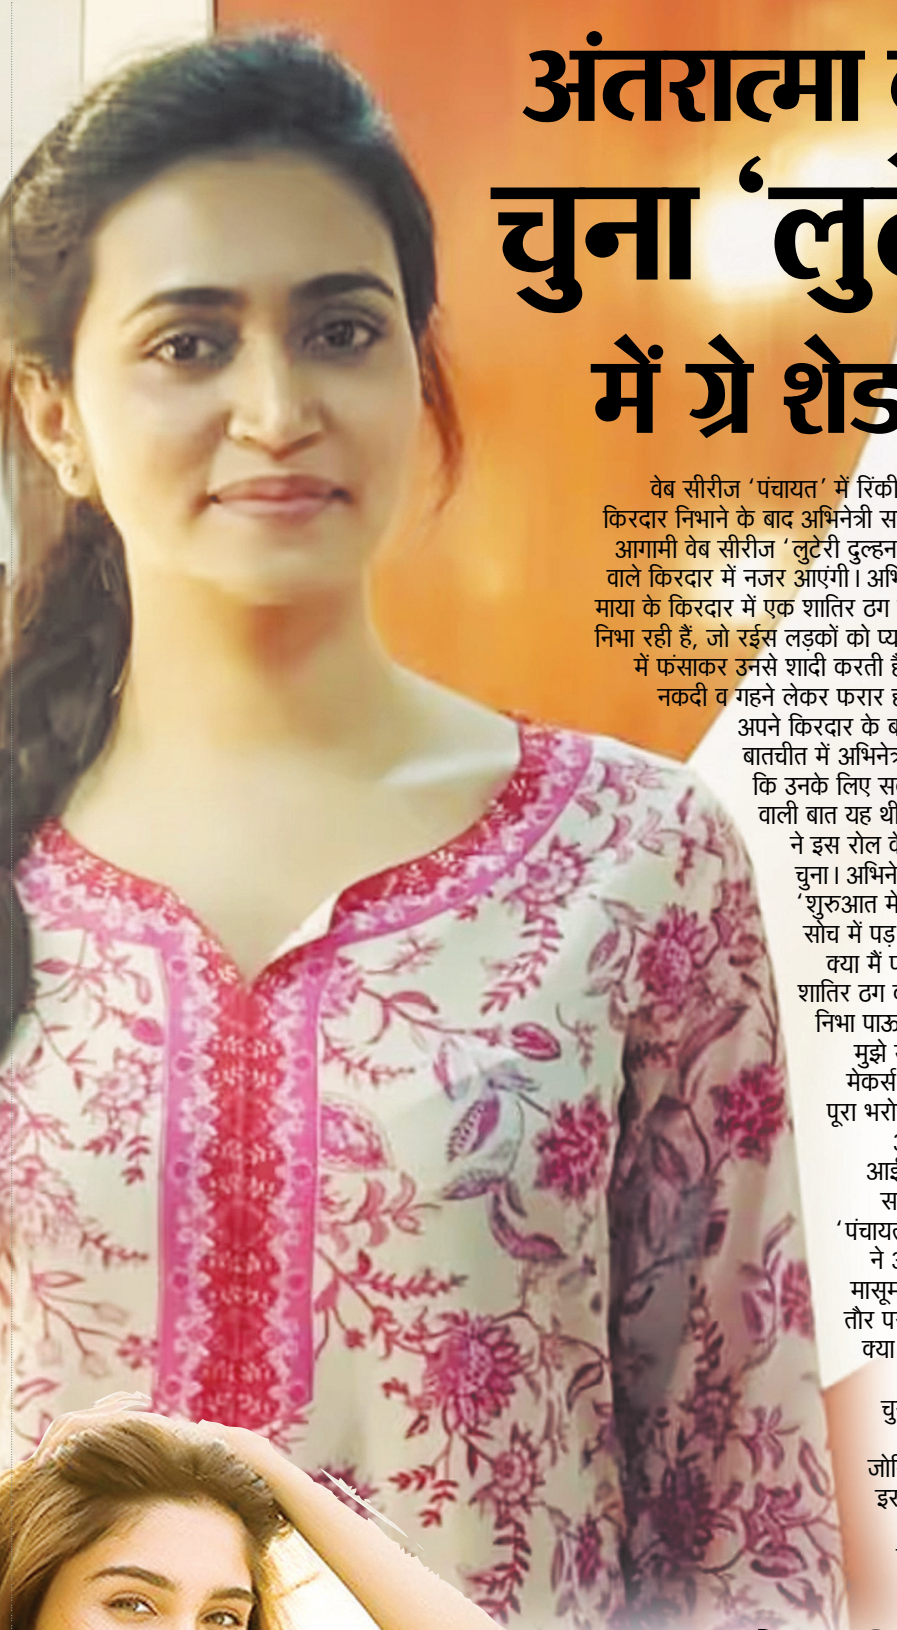 अंतरात्मा
चुना ‘लुटे
में ग्रे शेड
वेब सीरीज ‘पंचायत’ में रिंकी
किरदार निभाने के बाद अभिनेत्री स
आगामी वेब सीरीज ‘लुटेरी दुल्हन
वाले किरदार में नजर आएंगी। अभि
माया के किरदार में एक शातिर ठग
निभा रही हैं, जो रईस लड़कों को प्य
में फंसाकर उनसे शादी करती है
नकदी व गहने लेकर फरार ह
अपने किरदार के ब
बातचीत में अभिनेत्र
कि उनके लिए स
वाली बात यह थी
ने इस रोल के
चुना। अभिने
‘शुरुआत में
सोच में पड़
क्या मैं प
शातिर ठग क
निभा पाऊ
मुझे
मेकर्स
पूरा भरो
आई
स
‘पंचायत
ने अ
मासूम
तौर पर
क्या
चु
जोि
इस